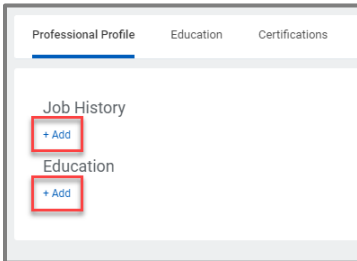 Professional Profile Education Certifications
Job History
+ Add
Education
+ Add